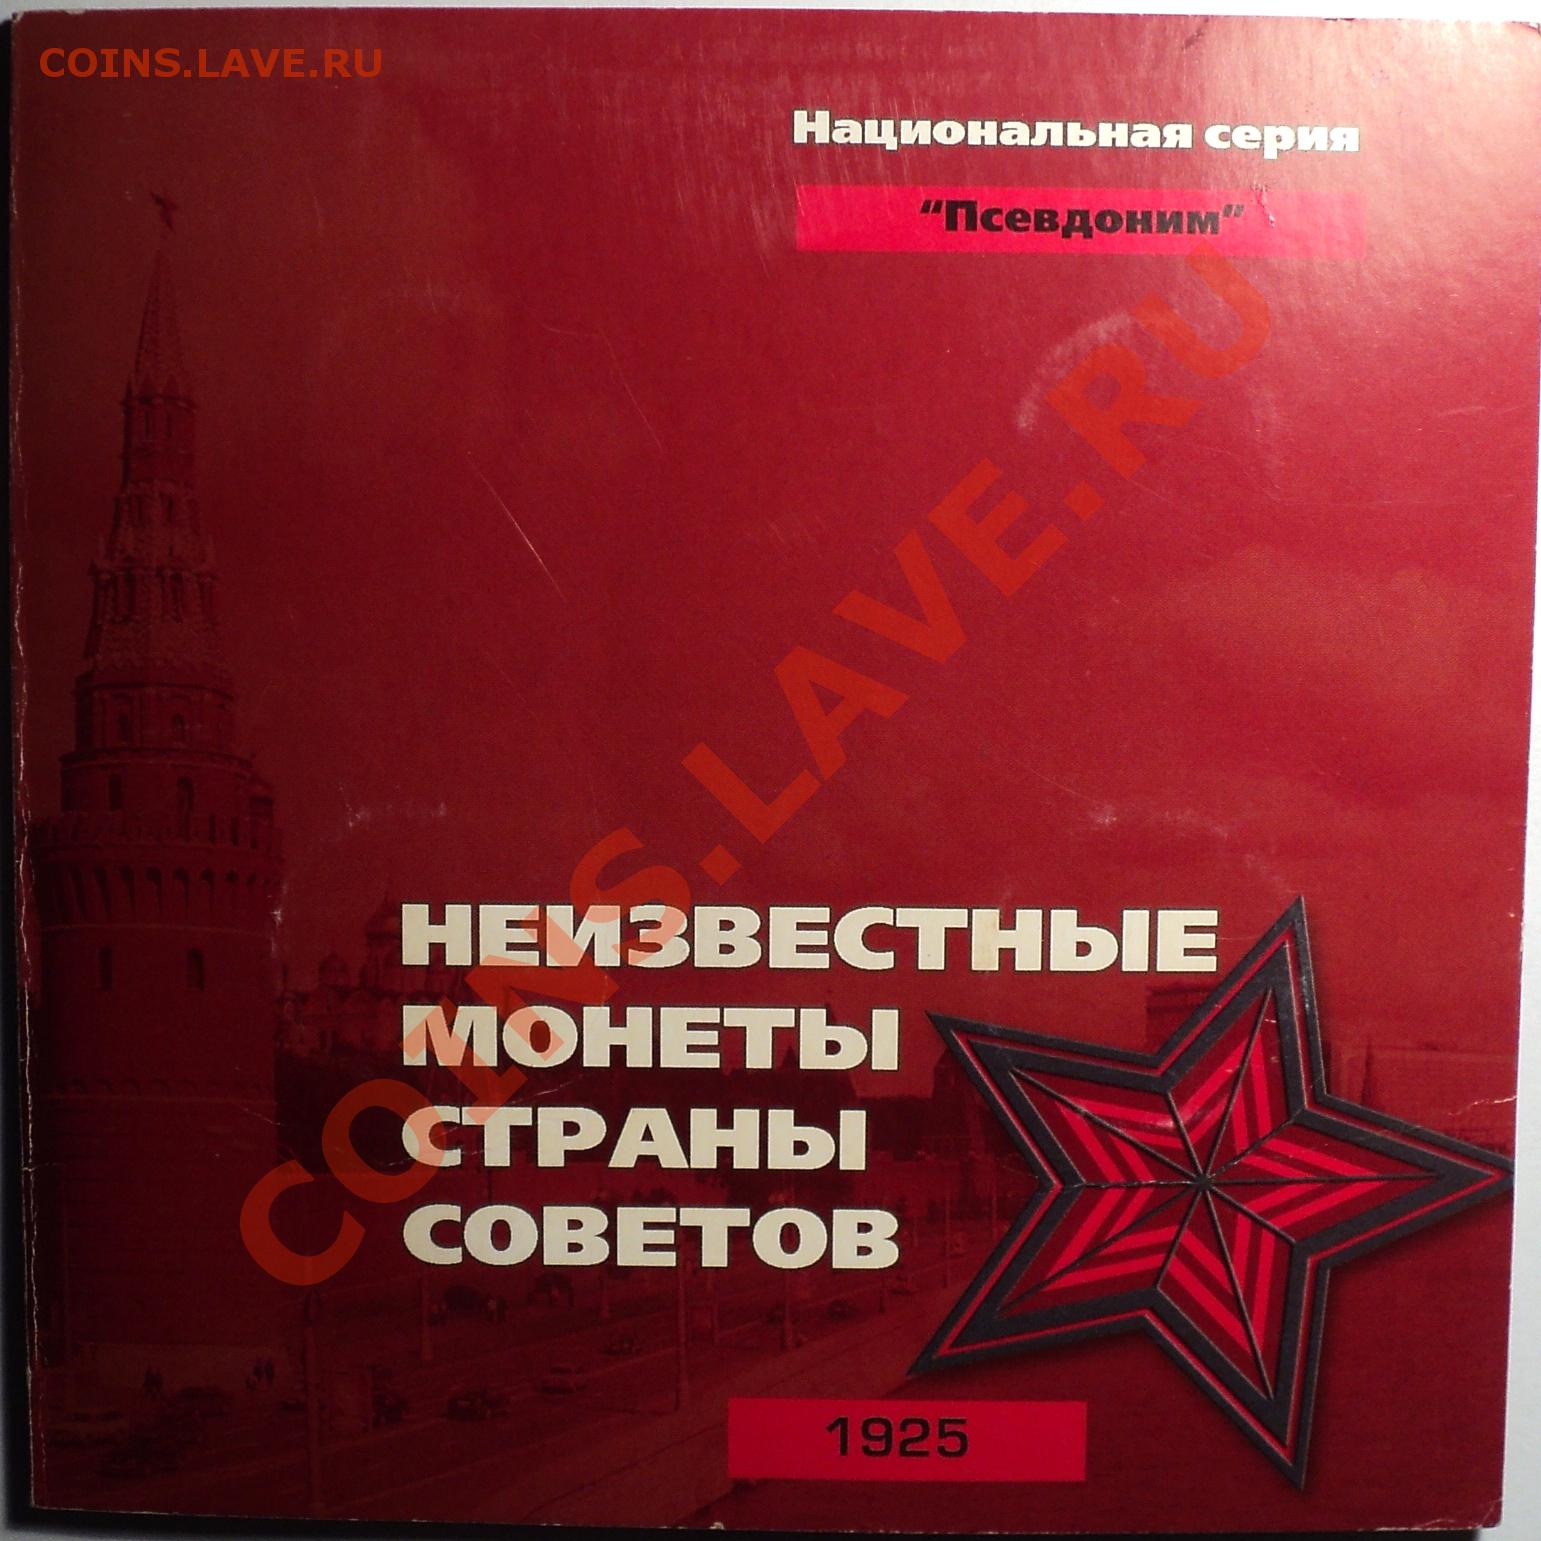 COINS.LAVE.RU
Национальная серия
"Псевдоним"
COINS.LAVE.RU
НЕИЗВЕСТНЫЕ
МОНЕТЫ
СТРАНЫ
СОВЕТОВ
1925